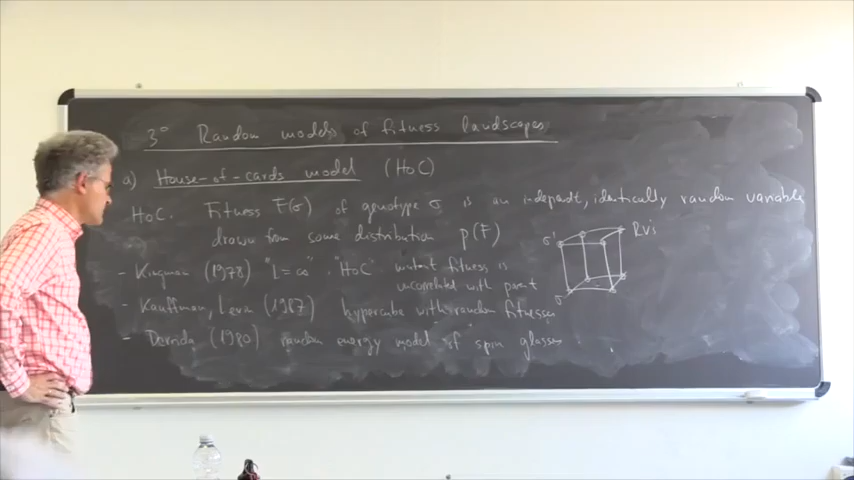 3° Random models of fitness landscapes
a) House-of-cards model (HoC)
HoC. Fitness F(σ) of genotype σ is an independt, identically random variable
drawn from some distribution p(F)
σ' Rvi
- Kingman (1978) "L=∞" "HoC" mutant fitness is
uncorrelated with parent
σ
- Kauffman, Levin (1987) hypercube with random fitnesses
- Derrida (1980) random energy model of spin glasses